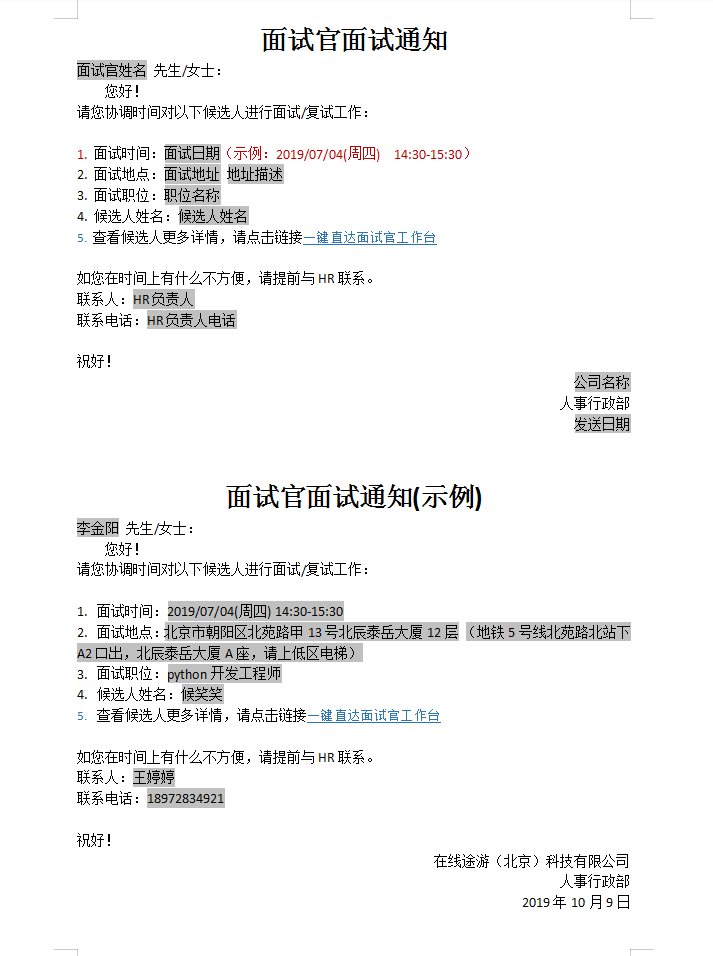 面试官面试通知
面试官姓名 先生/女士：
您好！
请您协调时间对以下候选人进行面试/复试工作：
1. 面试时间：面试日期（示例：2019/07/04(周四) 14:30-15:30）
2. 面试地点：面试地址 地址描述
3. 面试职位：职位名称
4. 候选人姓名：候选人姓名
5. 查看候选人更多详情，请点击链接一键直达面试官工作台
如您在时间上有什么不方便，请提前与 HR 联系。
联系人：HR 负责人
联系电话：HR 负责人电话
祝好！
公司名称
人事行政部
发送日期
面试官面试通知(示例)
李金阳 先生/女士：
您好！
请您协调时间对以下候选人进行面试/复试工作：
1. 面试时间：2019/07/04(周四) 14:30-15:30
2. 面试地点：北京市朝阳区北苑路甲 13 号北辰泰岳大厦 12 层 （地铁 5 号线北苑路北站下
A2 口出，北辰泰岳大厦 A 座，请上低区电梯）
3. 面试职位：python 开发工程师
4. 候选人姓名：候笑笑
5. 查看候选人更多详情，请点击链接一键直达面试官工作台
如您在时间上有什么不方便，请提前与 HR 联系。
联系人：王婷婷
联系电话：18972834921
祝好！
在线途游（北京）科技有限公司
人事行政部
2019 年 10 月 9 日